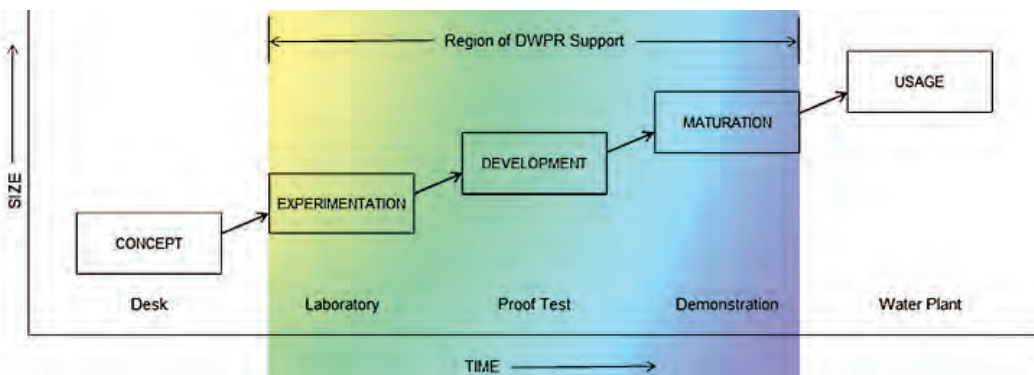 Region of DWPR Support
USAGE
MATURATION
DEVELOPMENT
EXPERIMENTATION
CONCEPT
SIZE
Desk
Laboratory
Proof Test
Demonstration
Water Plant
TIME